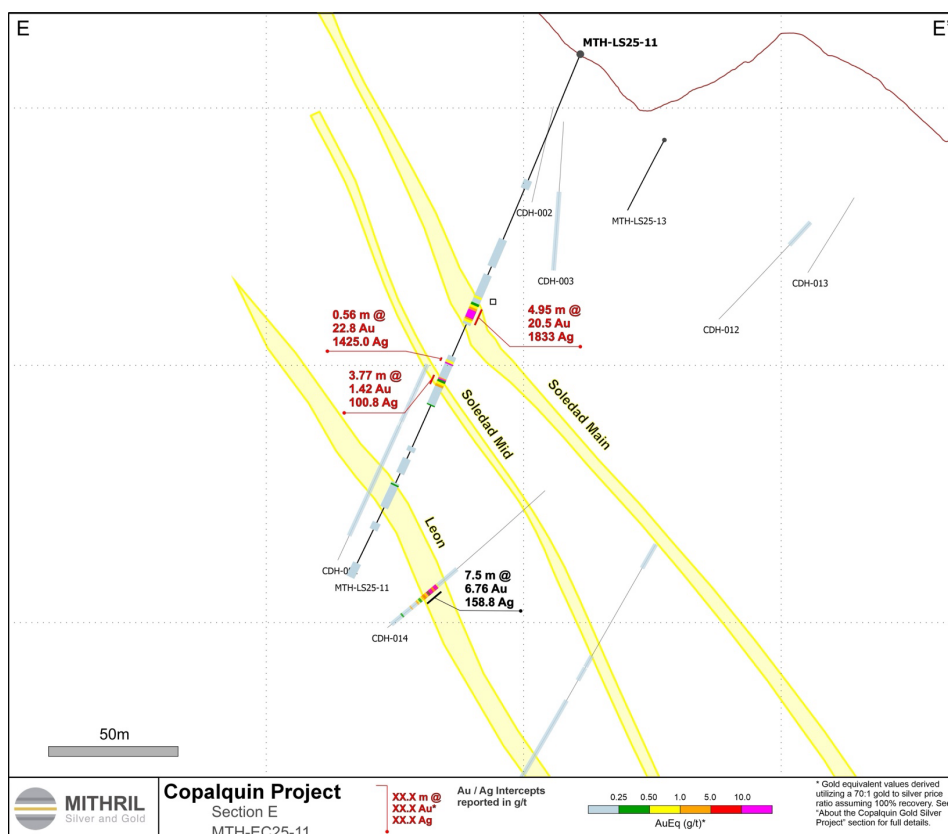 E
E'
MTH-LS25-11
CDH-002
MTH-LS25-13
CDH-003
CDH-013
CDH-012
0.56 m @
22.8 Au
1425.0 Ag
4.95 m @
20.5 Au
1833 Ag
3.77 m @
1.42 Au
100.8 Ag
Soledad Mid
Soledad Main
Leon
MTH-LS25-11
7.5 m @
6.76 Au
158.8 Ag
CDH-014
50m
MITHRIL
Silver and Gold
Copalquin Project
Section E
MTH-EC25-11
XX.X m @
XX.X Au*
XX.X Ag
Au / Ag Intercepts
reported in g/t
0.25 0.50 1.0 5.0 10.0
AuEq (g/t)*
* Gold equivalent values derived
utilizing a 70:1 gold to silver price
ratio assuming 100% recovery. See
"About the Copalquin Gold Silver
Project" section for full details.